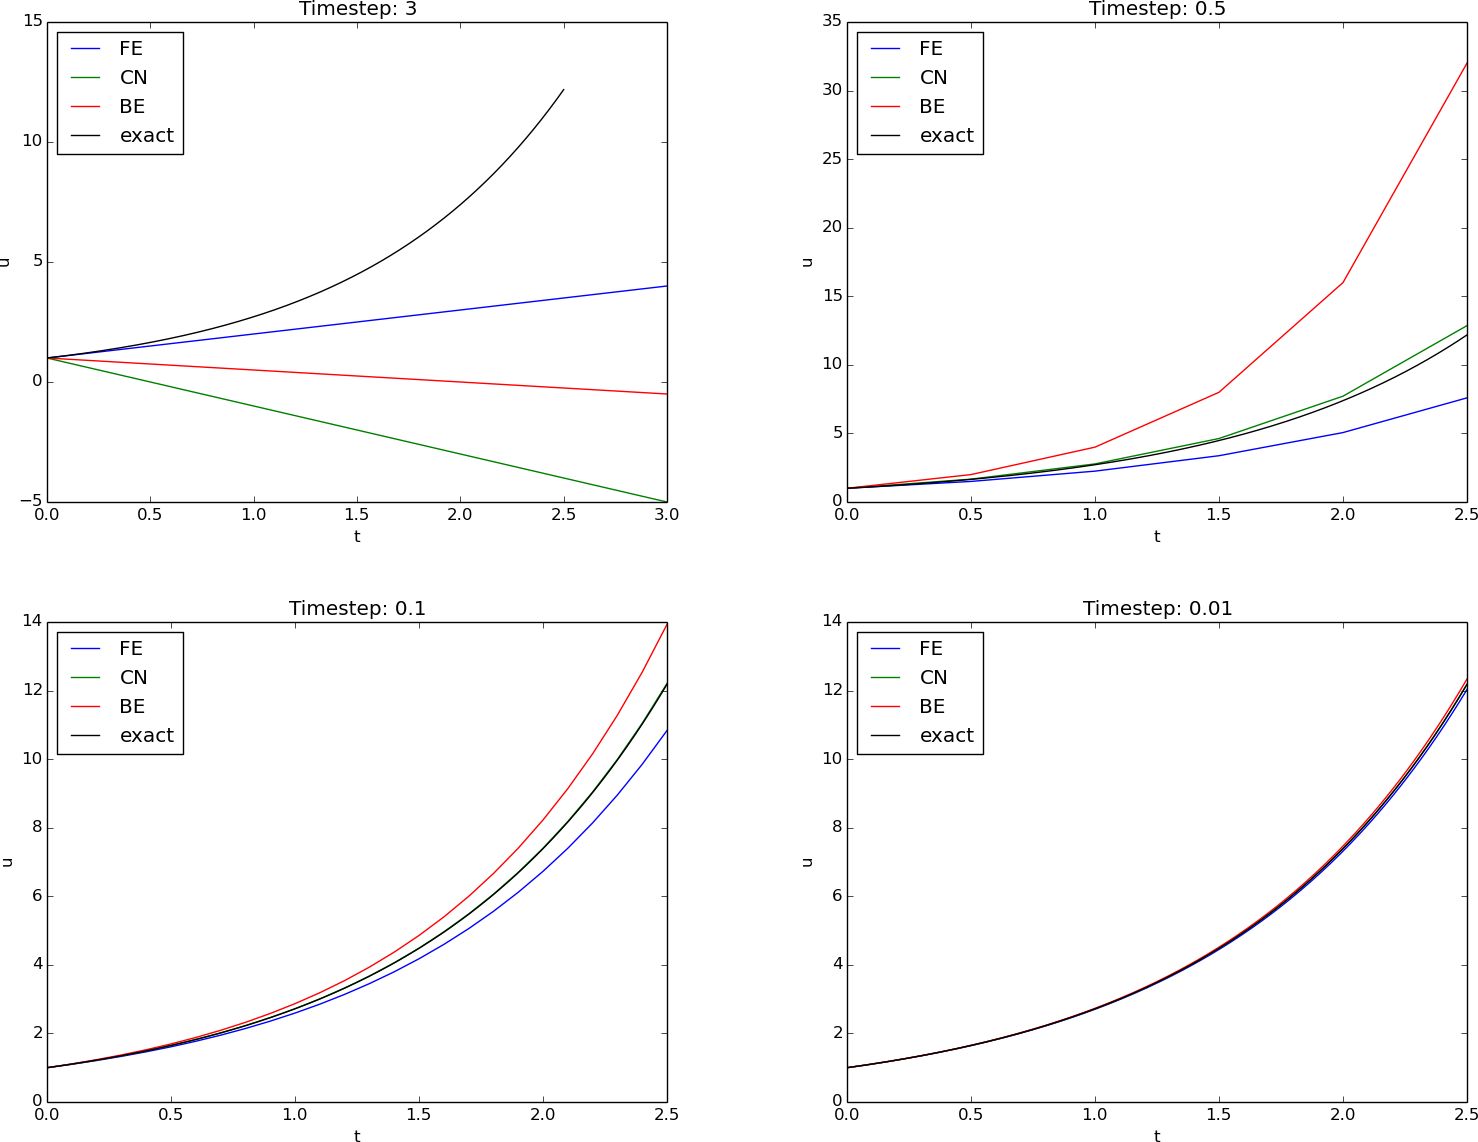 Timestep: 3
FE
CN
BE
exact
15
10
5
0
−5
u
0.0 0.5 1.0 1.5 2.0 2.5 3.0
t
Timestep: 0.5
FE
CN
BE
exact
35
30
25
20
15
10
5
0
u
0.0 0.5 1.0 1.5 2.0 2.5
t
Timestep: 0.1
FE
CN
BE
exact
14
12
10
8
6
4
2
0
u
0.0 0.5 1.0 1.5 2.0 2.5
t
Timestep: 0.01
FE
CN
BE
exact
14
12
10
8
6
4
2
0
u
0.0 0.5 1.0 1.5 2.0 2.5
t